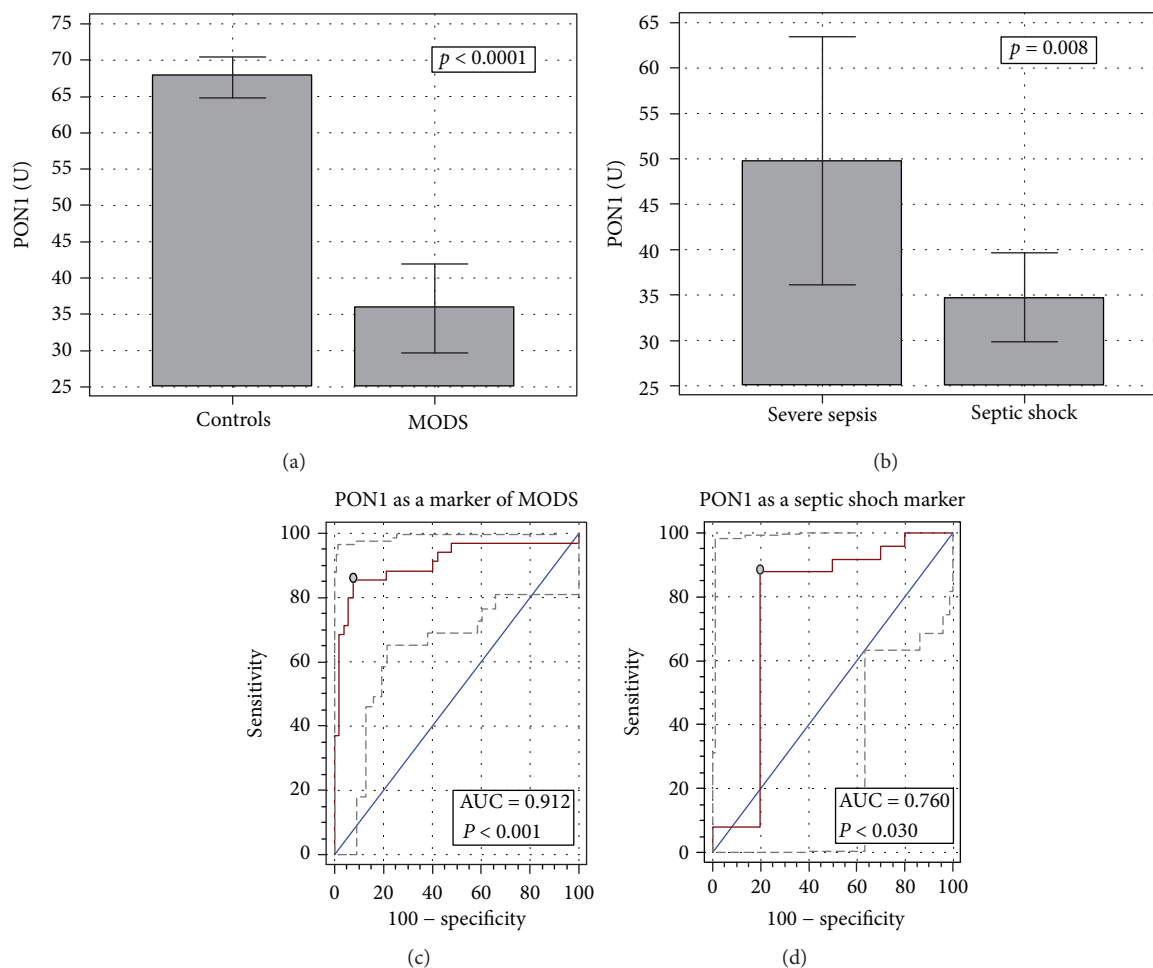 75
70
65
60
55
50
45
40
35
30
25
PON1 (U)
p < 0.0001
Controls
MODS
(a)
65
60
55
50
45
40
35
30
25
PON1 (U)
p = 0.008
Severe sepsis
Septic shock
(b)
PON1 as a marker of MODS
100
80
60
40
20
0
Sensitivity
AUC = 0.912
P < 0.001
0 20 40 60 80 100
100 − specificity
(c)
PON1 as a septic shoch marker
100
80
60
40
20
0
Sensitivity
AUC = 0.760
P < 0.030
0 20 40 60 80 100
100 − specificity
(d)